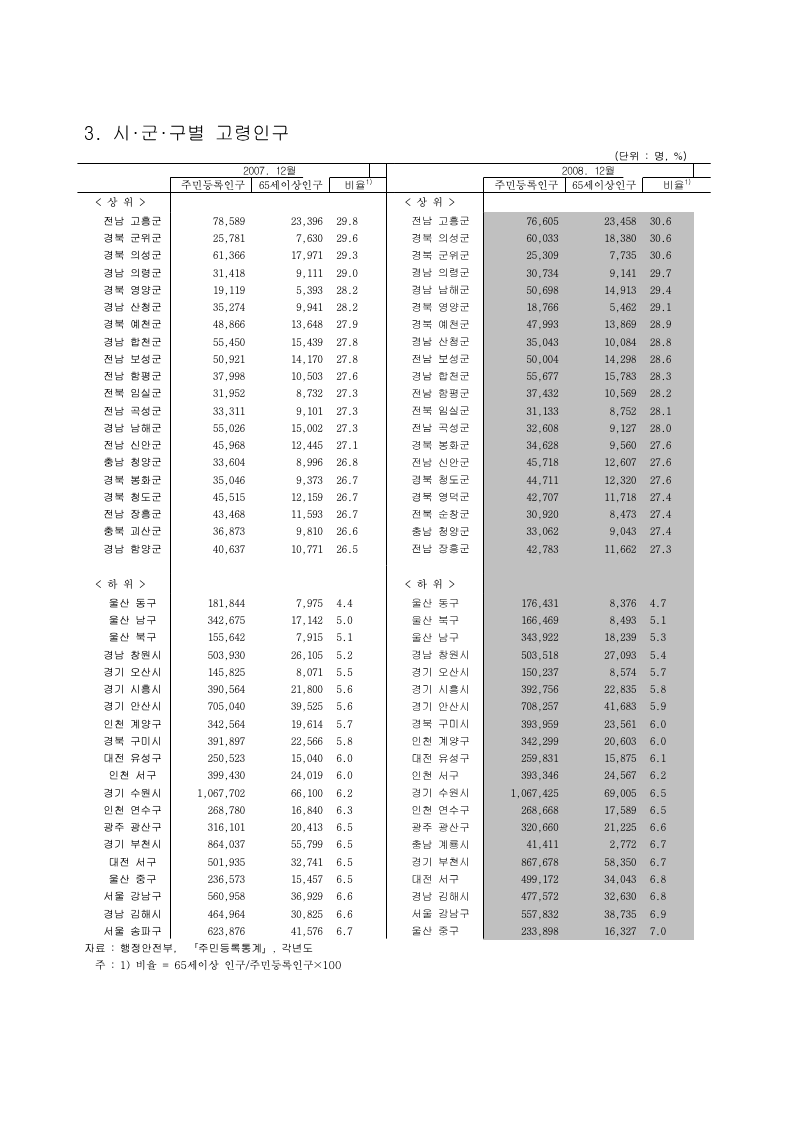 3. 시·군·구별 고령인구
(단위 : 명, %)
2007. 12월 2008. 12월
주민등록인구 65세이상인구 비율1) 주민등록인구 65세이상인구 비율1)
< 상 위 > < 상 위 >
전남 고흥군 78,589 23,396 29.8 전남 고흥군 76,605 23,458 30.6
경북 군위군 25,781 7,630 29.6 경북 의성군 60,033 18,380 30.6
경북 의성군 61,366 17,971 29.3 경북 군위군 25,309 7,735 30.6
경남 의령군 31,418 9,111 29.0 경남 의령군 30,734 9,141 29.7
경북 영양군 19,119 5,393 28.2 경남 남해군 50,698 14,913 29.4
경남 산청군 35,274 9,941 28.2 경북 영양군 18,766 5,462 29.1
경북 예천군 48,866 13,648 27.9 경북 예천군 47,993 13,869 28.9
경남 합천군 55,450 15,439 27.8 경남 산청군 35,043 10,084 28.8
전남 보성군 50,921 14,170 27.8 전남 보성군 50,004 14,298 28.6
전남 함평군 37,998 10,503 27.6 경남 합천군 55,677 15,783 28.3
전북 임실군 31,952 8,732 27.3 전남 함평군 37,432 10,569 28.2
전남 곡성군 33,311 9,101 27.3 전북 임실군 31,133 8,752 28.1
경남 남해군 55,026 15,002 27.3 전남 곡성군 32,608 9,127 28.0
전남 신안군 45,968 12,445 27.1 경북 봉화군 34,628 9,560 27.6
충남 청양군 33,604 8,996 26.8 전남 신안군 45,718 12,607 27.6
경북 봉화군 35,046 9,373 26.7 경북 청도군 44,711 12,320 27.6
경북 청도군 45,515 12,159 26.7 경북 영덕군 42,707 11,718 27.4
전남 장흥군 43,468 11,593 26.7 전북 순창군 30,920 8,473 27.4
충북 괴산군 36,873 9,810 26.6 충남 청양군 33,062 9,043 27.4
경남 함양군 40,637 10,771 26.5 전남 장흥군 42,783 11,662 27.3
< 하 위 > < 하 위 >
울산 동구 181,844 7,975 4.4 울산 동구 176,431 8,376 4.7
울산 남구 342,675 17,142 5.0 울산 북구 166,469 8,493 5.1
울산 북구 155,642 7,915 5.1 울산 남구 343,922 18,239 5.3
경남 창원시 503,930 26,105 5.2 경남 창원시 503,518 27,093 5.4
경기 오산시 145,825 8,071 5.5 경기 오산시 150,237 8,574 5.7
경기 시흥시 390,564 21,800 5.6 경기 시흥시 392,756 22,835 5.8
경기 안산시 705,040 39,525 5.6 경기 안산시 708,257 41,683 5.9
인천 계양구 342,564 19,614 5.7 경북 구미시 393,959 23,561 6.0
경북 구미시 391,897 22,566 5.8 인천 계양구 342,299 20,603 6.0
대전 유성구 250,523 15,040 6.0 대전 유성구 259,831 15,875 6.1
인천 서구 399,430 24,019 6.0 인천 서구 393,346 24,567 6.2
경기 수원시 1,067,702 66,100 6.2 경기 수원시 1,067,425 69,005 6.5
인천 연수구 268,780 16,840 6.3 인천 연수구 268,668 17,589 6.5
광주 광산구 316,101 20,413 6.5 광주 광산구 320,660 21,225 6.6
경기 부천시 864,037 55,799 6.5 충남 계룡시 41,411 2,772 6.7
대전 서구 501,935 32,741 6.5 경기 부천시 867,678 58,350 6.7
울산 중구 236,573 15,457 6.5 대전 서구 499,172 34,043 6.8
서울 강남구 560,958 36,929 6.6 경남 김해시 477,572 32,630 6.8
경남 김해시 464,964 30,825 6.6 서울 강남구 557,832 38,735 6.9
서울 송파구 623,876 41,576 6.7 울산 중구 233,898 16,327 7.0
자료 : 행정안전부, 「주민등록통계」, 각년도
주 : 1) 비율 = 65세이상 인구/주민등록인구×100